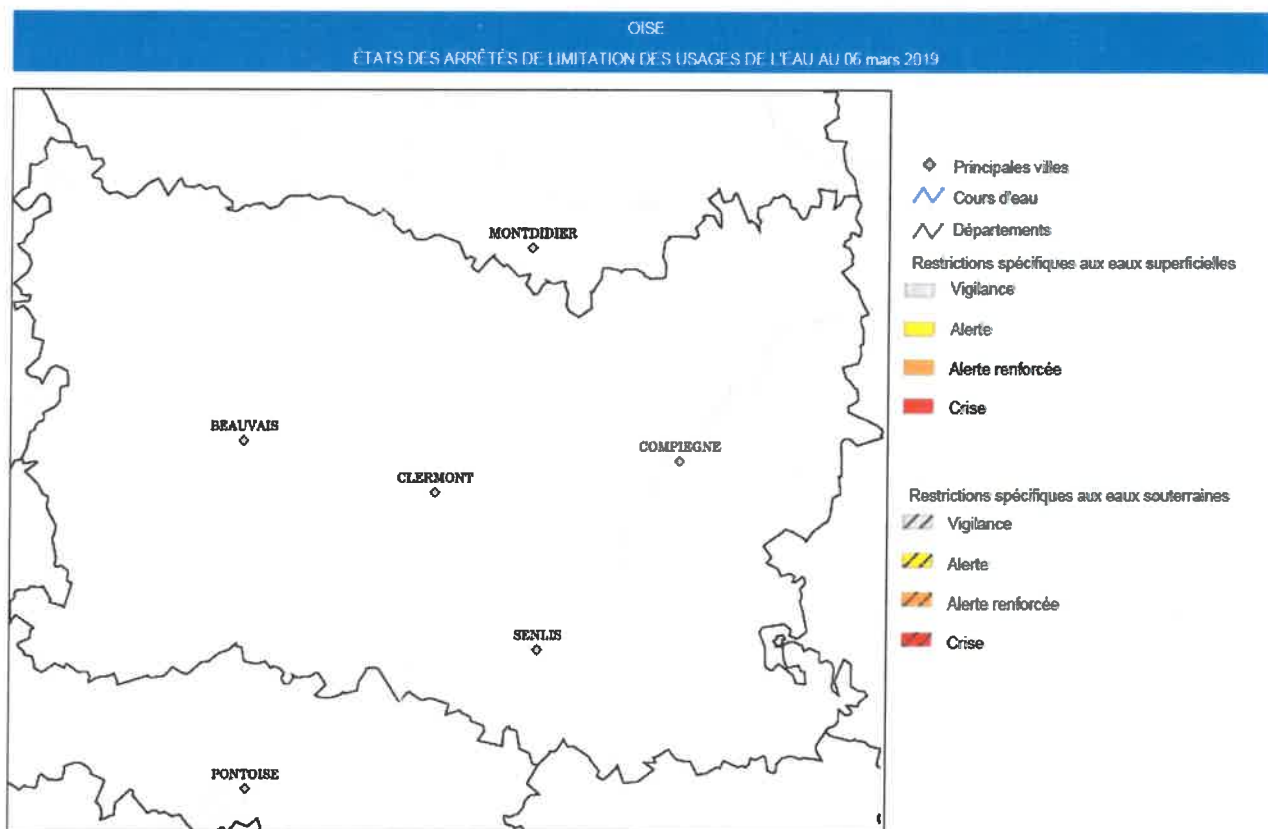 OISE
ÉTATS DES ARRÊTÉS DE LIMITATION DES USAGES DE L'EAU AU 06 mars 2019
Principales villes
Cours d'eau
MONTDIDIER
Départements
Restrictions spécifiques aux eaux superficielles
Vigilance
Alerte
Alerte renforcée
Crise
BEAUVAIS
COMPIEGNE
CLERMONT
Restrictions spécifiques aux eaux souterraines
Vigilance
Alerte
Alerte renforcée
Crise
SENLIS
PONTOISE